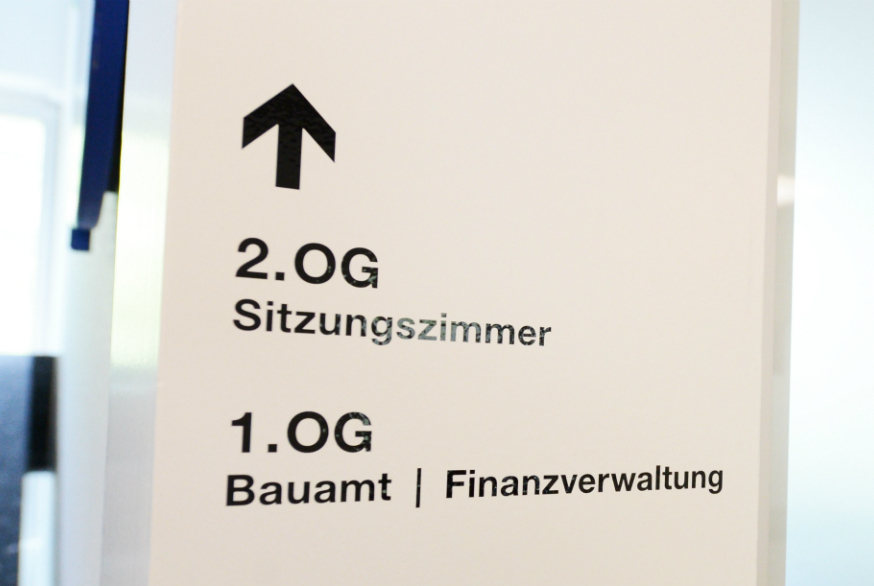 2.OG
Sitzungszimmer
1.OG
Bauamt | Finanzverwaltung